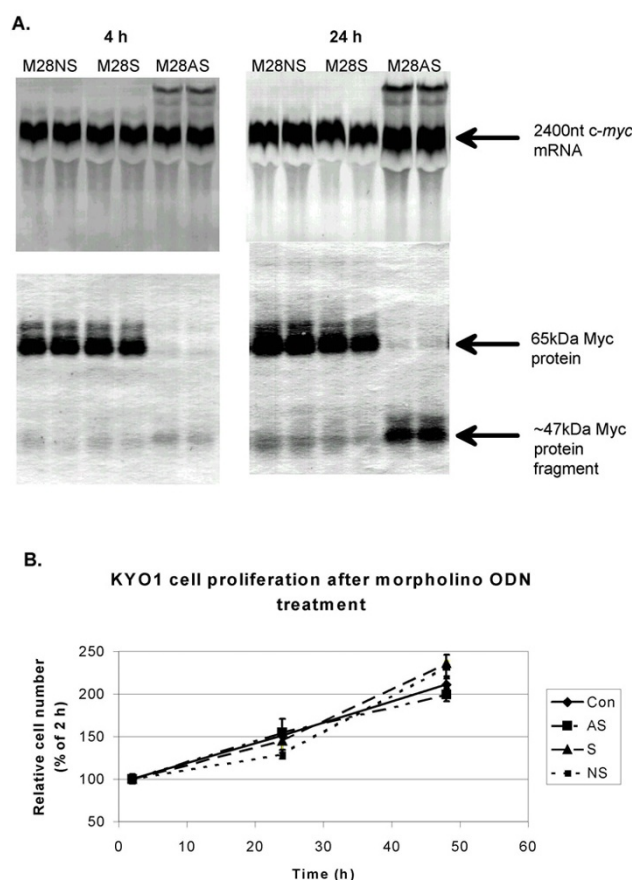 A.
4 h
24 h
M28NS M28S M28AS
M28NS M28S M28AS
2400nt c-myc
mRNA
65kDa Myc
protein
~47kDa Myc
protein
fragment
B.
KYO1 cell proliferation after morpholino ODN
treatment
Relative cell number
(% of 2 h)
250
200
150
100
50
0 10 20 30 40 50 60
Time (h)
Con
AS
S
NS